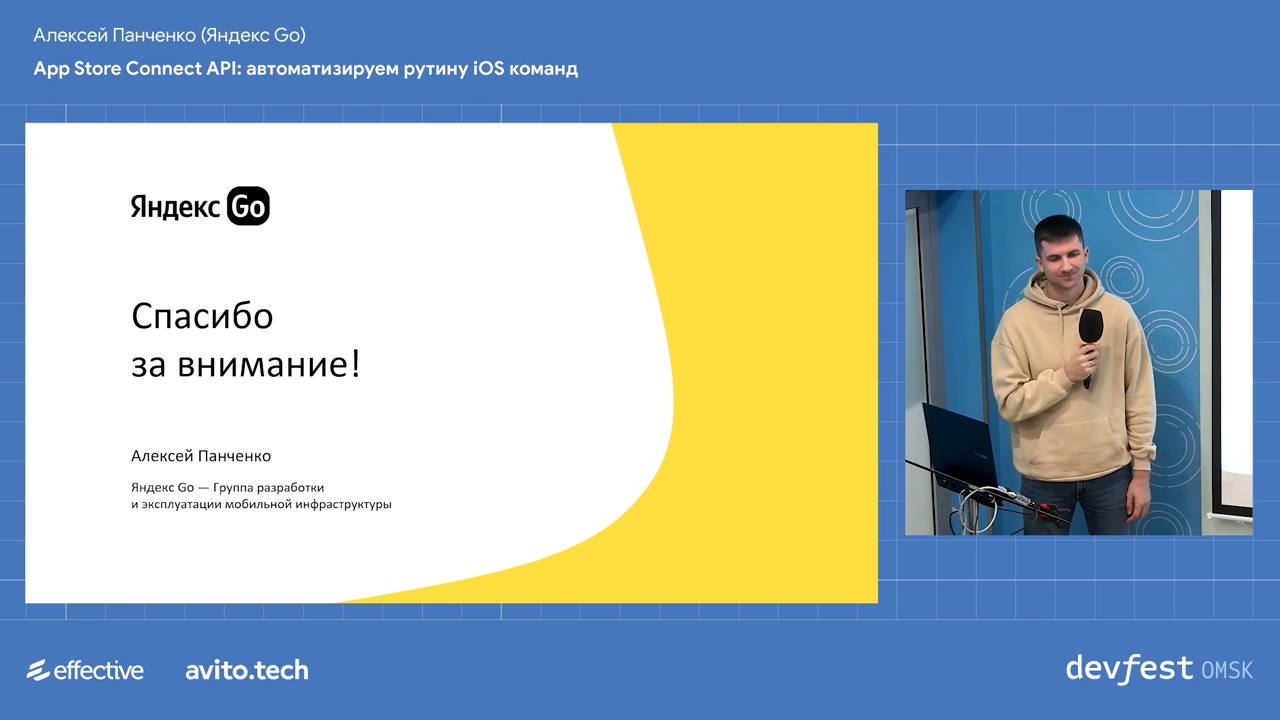 Алексей Панченко (Яндекс Go)
App Store Connect API: автоматизируем рутину iOS команд
Яндекс Go
Спасибо
за внимание!
Алексей Панченко
Яндекс Go — Группа разработки
и эксплуатации мобильной инфраструктуры
effective
avito.tech
devfest OMSK